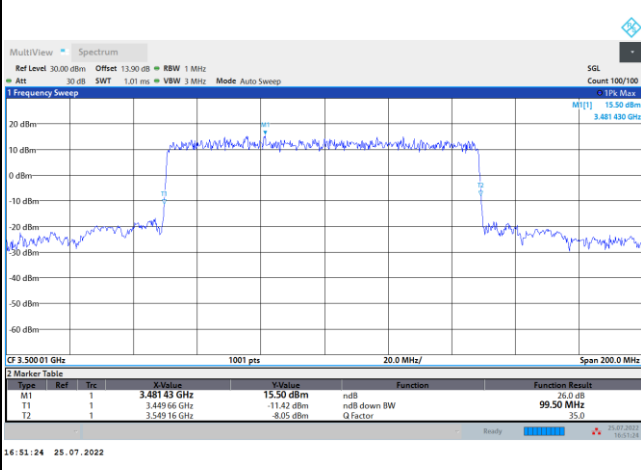 MultiView Spectrum
Ref Level 30.00 dBm Offset 13.90 dB RBW 1 MHz SGL
Att 30 dB SWT 1.01 ms VBW 3 MHz Mode Auto Sweep Count 100/100
1 Frequency Sweep 1Pk Max
M1[1] 15.50 dBm
3.481 430 GHz
M1
20 dBm
10 dBm
0 dBm
T2
T1
-10 dBm
-20 dBm
-30 dBm
-40 dBm
-50 dBm
-60 dBm
CF 3.500 01 GHz 1001 pts 20.0 MHz/ Span 200.0 MHz
2 Marker Table
Type Ref Trc X-Value Y-Value Function Function Result
M1 1 3.481 43 GHz 15.50 dBm ndB 26.0 dB
T1 1 3.449 66 GHz -11.42 dBm ndB down BW 99.50 MHz
T2 1 3.549 16 GHz -8.05 dBm Q Factor 35.0
Ready 25.07.2022
16:51:24
16:51:24 25.07.2022